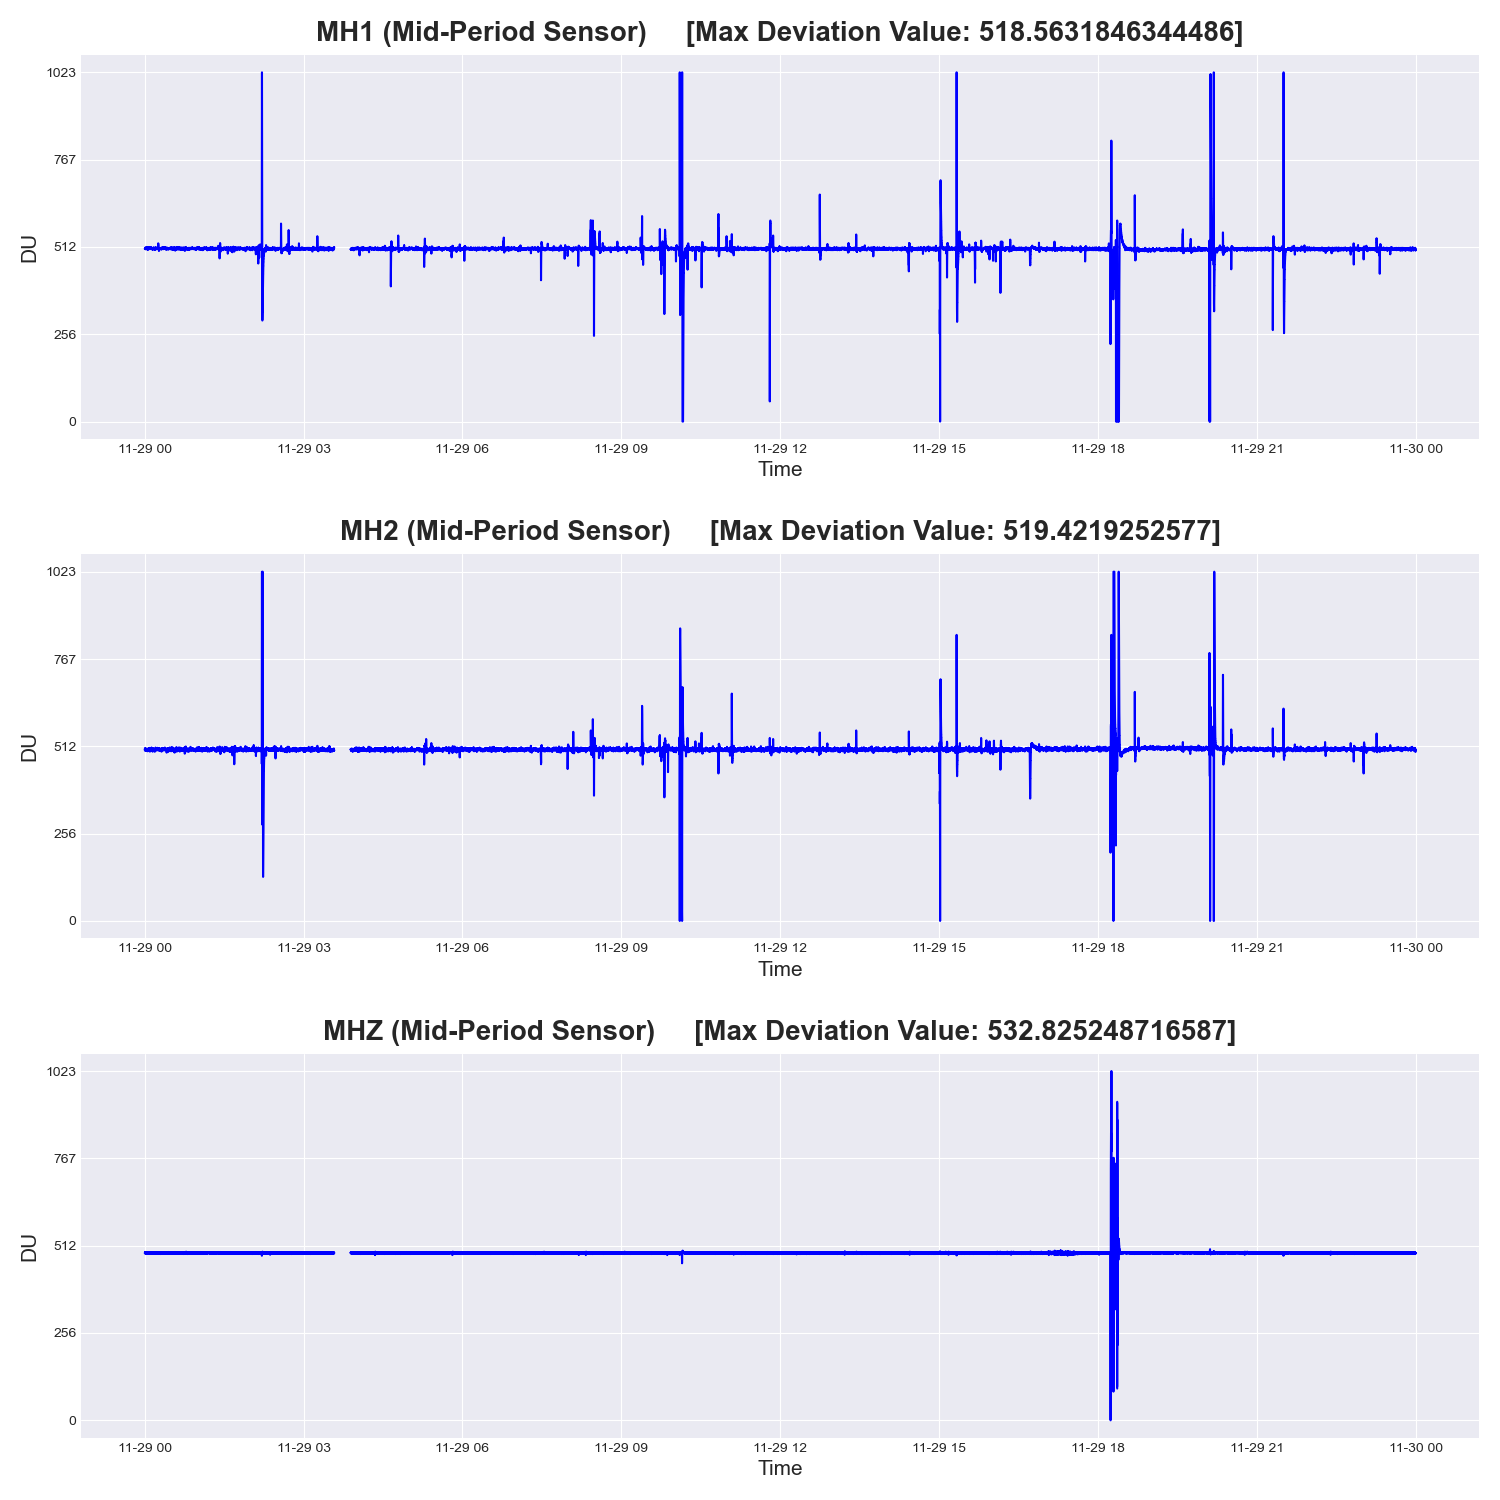 MH1 (Mid-Period Sensor) [Max Deviation Value: 518.5631846344486]
1023
767
512
256
0
DU
11-29 00 11-29 03 11-29 06 11-29 09 11-29 12 11-29 15 11-29 18 11-29 21 11-30 00
Time
MH2 (Mid-Period Sensor) [Max Deviation Value: 519.4219252577]
1023
767
512
256
0
DU
11-29 00 11-29 03 11-29 06 11-29 09 11-29 12 11-29 15 11-29 18 11-29 21 11-30 00
Time
MHZ (Mid-Period Sensor) [Max Deviation Value: 532.825248716587]
1023
767
512
256
0
DU
11-29 00 11-29 03 11-29 06 11-29 09 11-29 12 11-29 15 11-29 18 11-29 21 11-30 00
Time